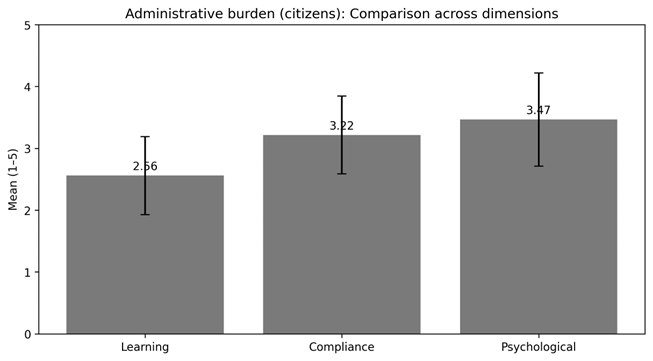 Administrative burden (citizens): Comparison across dimensions
Mean (1–5)
5
4
3
2
1
0
2.56
3.22
3.47
Learning
Compliance
Psychological